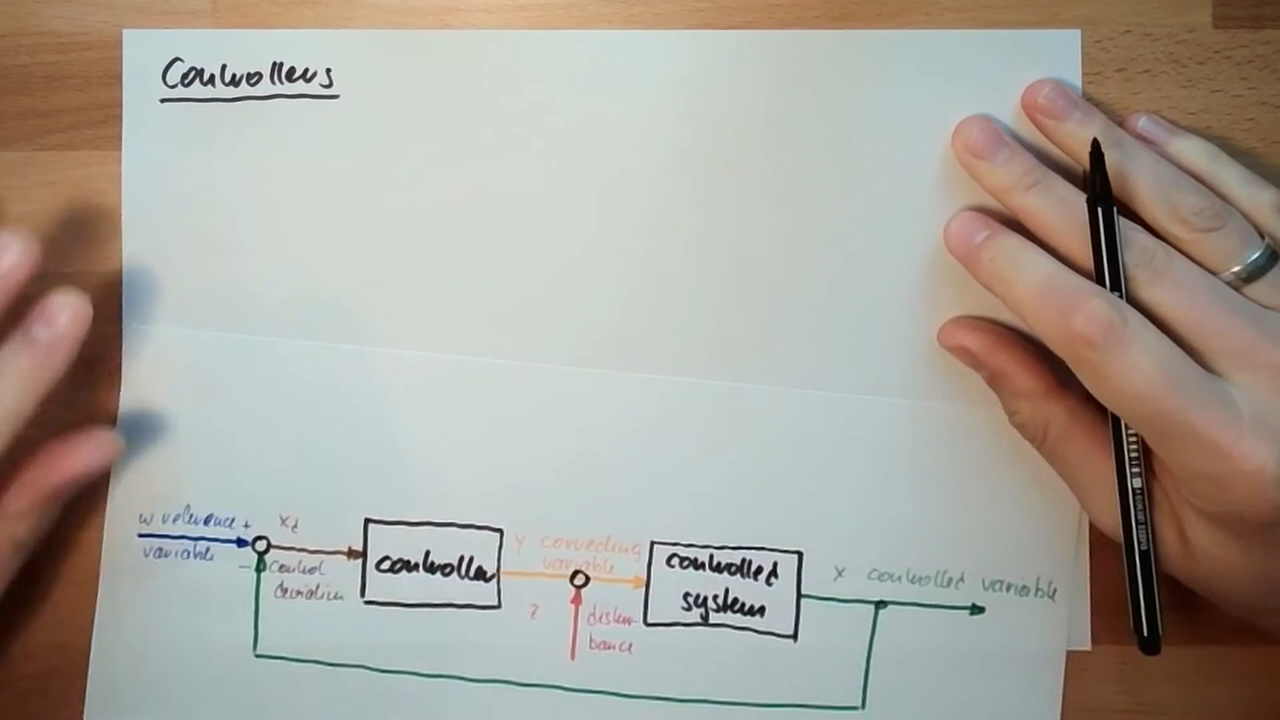 Controllers
w reference +
variable
xd
-
control
deviation
controller
y correcting
variable
z
distur-
bance
controlled
system
x controlled variable